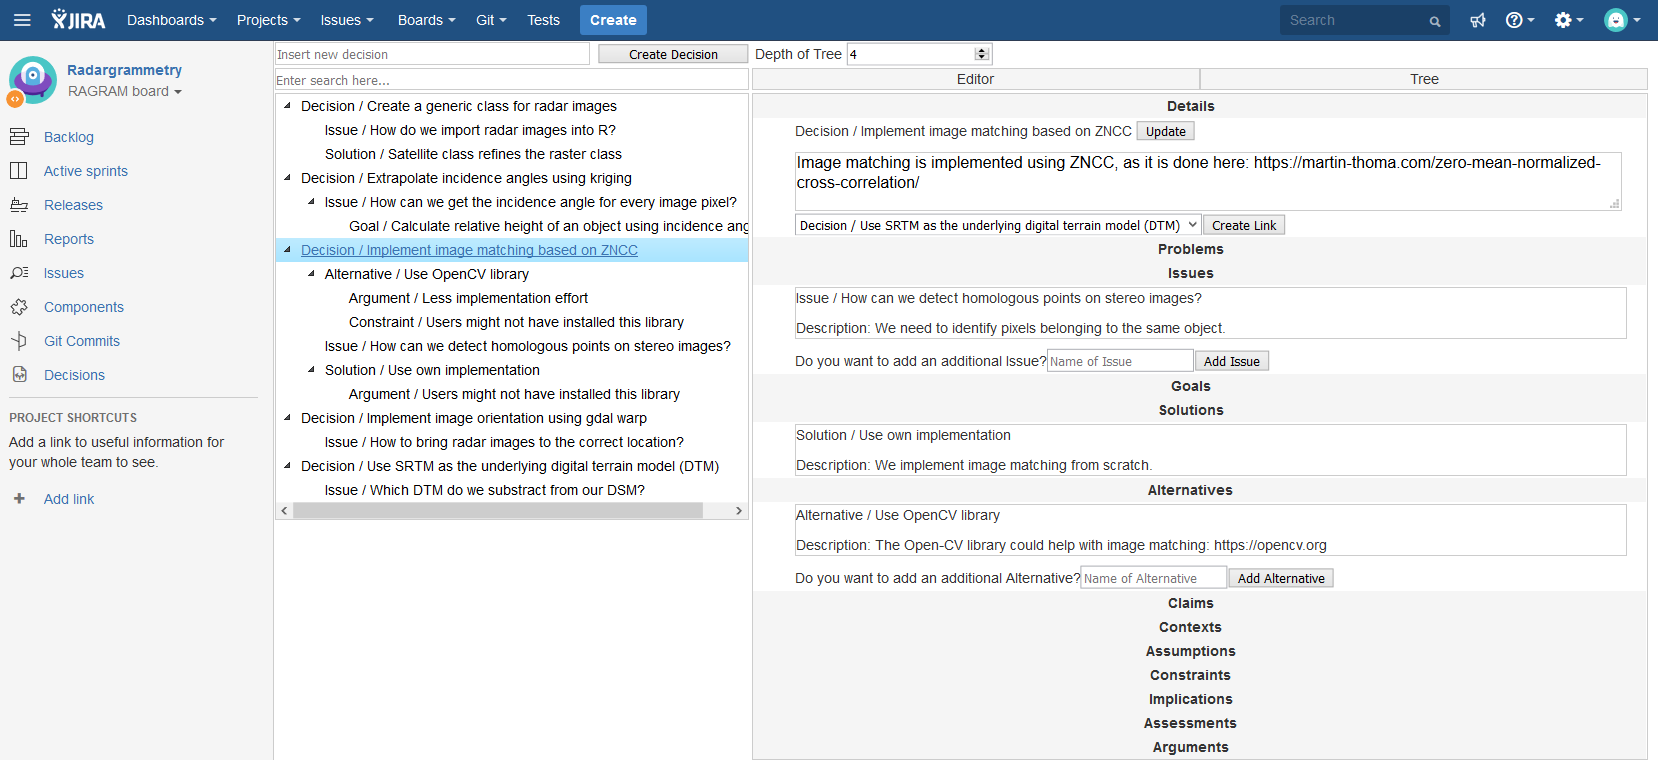 JIRA Dashboards Projects Issues Boards Git Tests Create Search
Radargrammetry
RAGRAM board
Backlog
Active sprints
Releases
Reports
Issues
Components
Git Commits
Decisions
PROJECT SHORTCUTS
Add a link to useful information for
your whole team to see.
+ Add link
Insert new decision Create Decision Depth of Tree 4
Enter search here...
Decision / Create a generic class for radar images
Issue / How do we import radar images into R?
Solution / Satellite class refines the raster class
Decision / Extrapolate incidence angles using kriging
Issue / How can we get the incidence angle for every image pixel?
Goal / Calculate relative height of an object using incidence ang
Decision / Implement image matching based on ZNCC
Alternative / Use OpenCV library
Argument / Less implementation effort
Constraint / Users might not have installed this library
Issue / How can we detect homologous points on stereo images?
Solution / Use own implementation
Argument / Users might not have installed this library
Decision / Implement image orientation using gdal warp
Issue / How to bring radar images to the correct location?
Decision / Use SRTM as the underlying digital terrain model (DTM)
Issue / Which DTM do we substract from our DSM?
Editor Tree
Details
Decision / Implement image matching based on ZNCC Update
Image matching is implemented using ZNCC, as it is done here: https://martin-thoma.com/zero-mean-normalized-
cross-correlation/
Decision / Use SRTM as the underlying digital terrain model (DTM) Create Link
Problems
Issues
Issue / How can we detect homologous points on stereo images?
Description: We need to identify pixels belonging to the same object.
Do you want to add an additional Issue? Name of Issue Add Issue
Goals
Solutions
Solution / Use own implementation
Description: We implement image matching from scratch.
Alternatives
Alternative / Use OpenCV library
Description: The Open-CV library could help with image matching: https://opencv.org
Do you want to add an additional Alternative? Name of Alternative Add Alternative
Claims
Contexts
Assumptions
Constraints
Implications
Assessments
Arguments